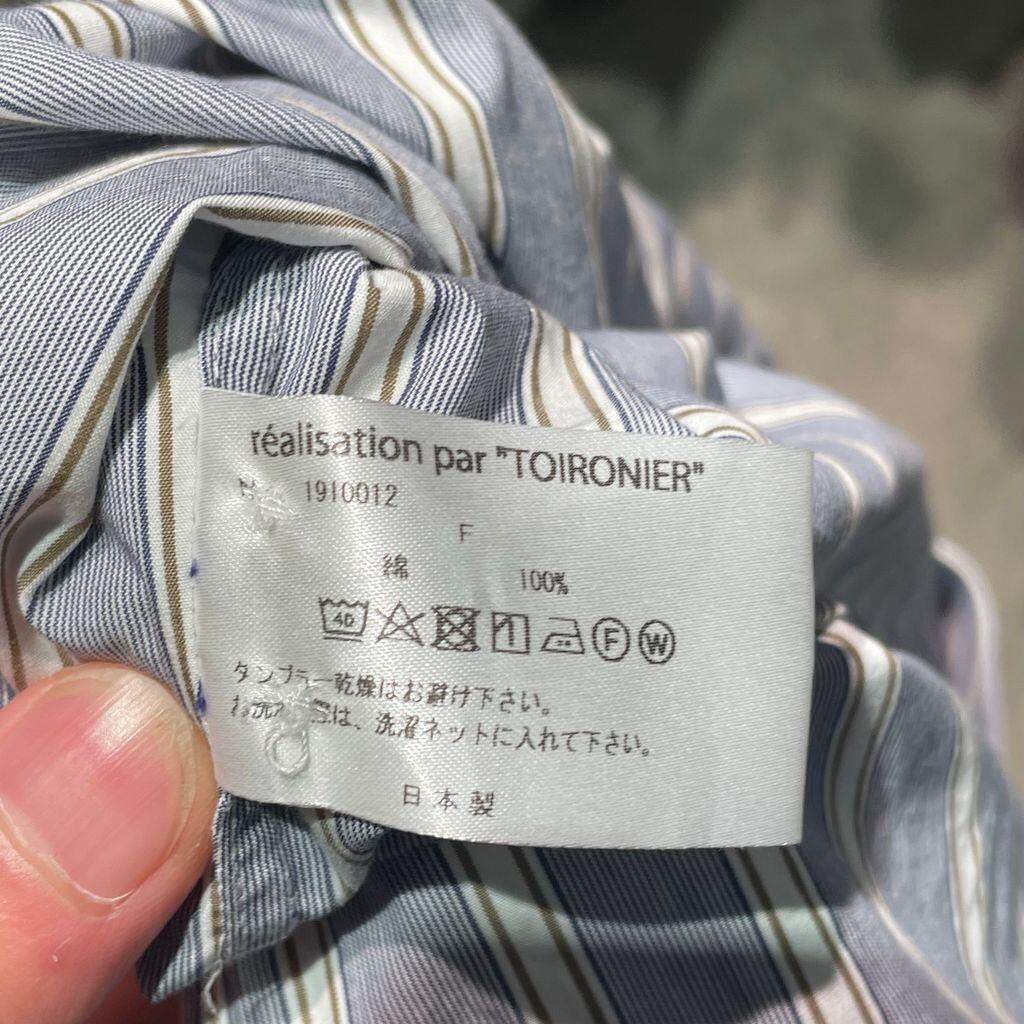 réalisation par "TOIRONIER"
1910012
F
綿 100%
40 F W
タンブラー乾燥はお避け下さい。
は、洗濯ネットに入れて下さい。
日本製